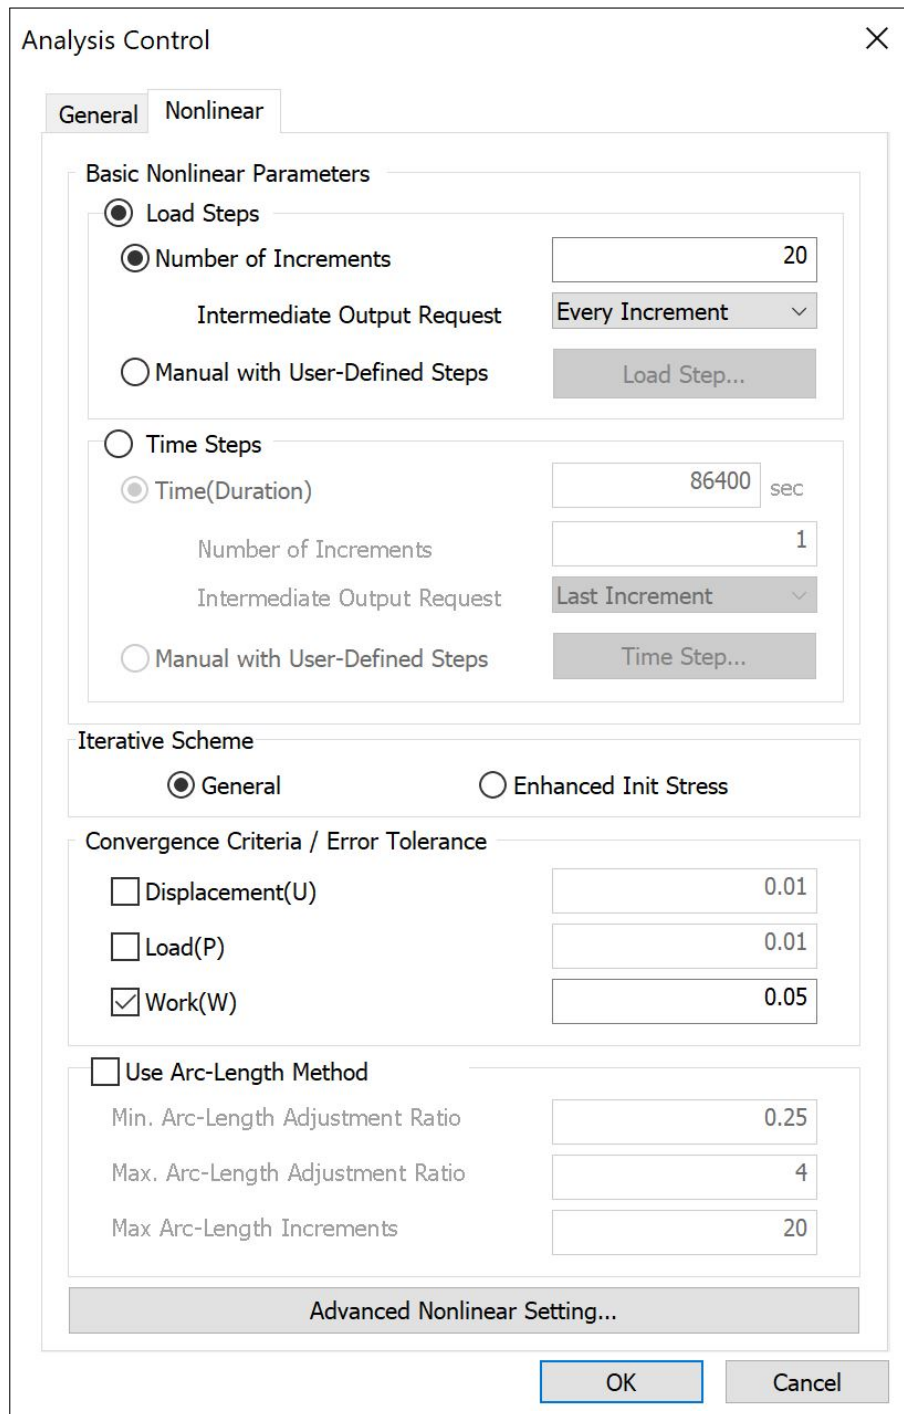 Analysis Control
General
Nonlinear
Basic Nonlinear Parameters
Load Steps
Number of Increments
20
Intermediate Output Request
Every Increment
Manual with User-Defined Steps
Load Step...
Time Steps
Time(Duration)
86400
sec
Number of Increments
1
Intermediate Output Request
Last Increment
Manual with User-Defined Steps
Time Step...
Iterative Scheme
General
Enhanced Init Stress
Convergence Criteria / Error Tolerance
Displacement(U)
0.01
Load(P)
0.01
Work(W)
0.05
Use Arc-Length Method
Min. Arc-Length Adjustment Ratio
0.25
Max. Arc-Length Adjustment Ratio
4
Max Arc-Length Increments
20
Advanced Nonlinear Setting...
OK
Cancel